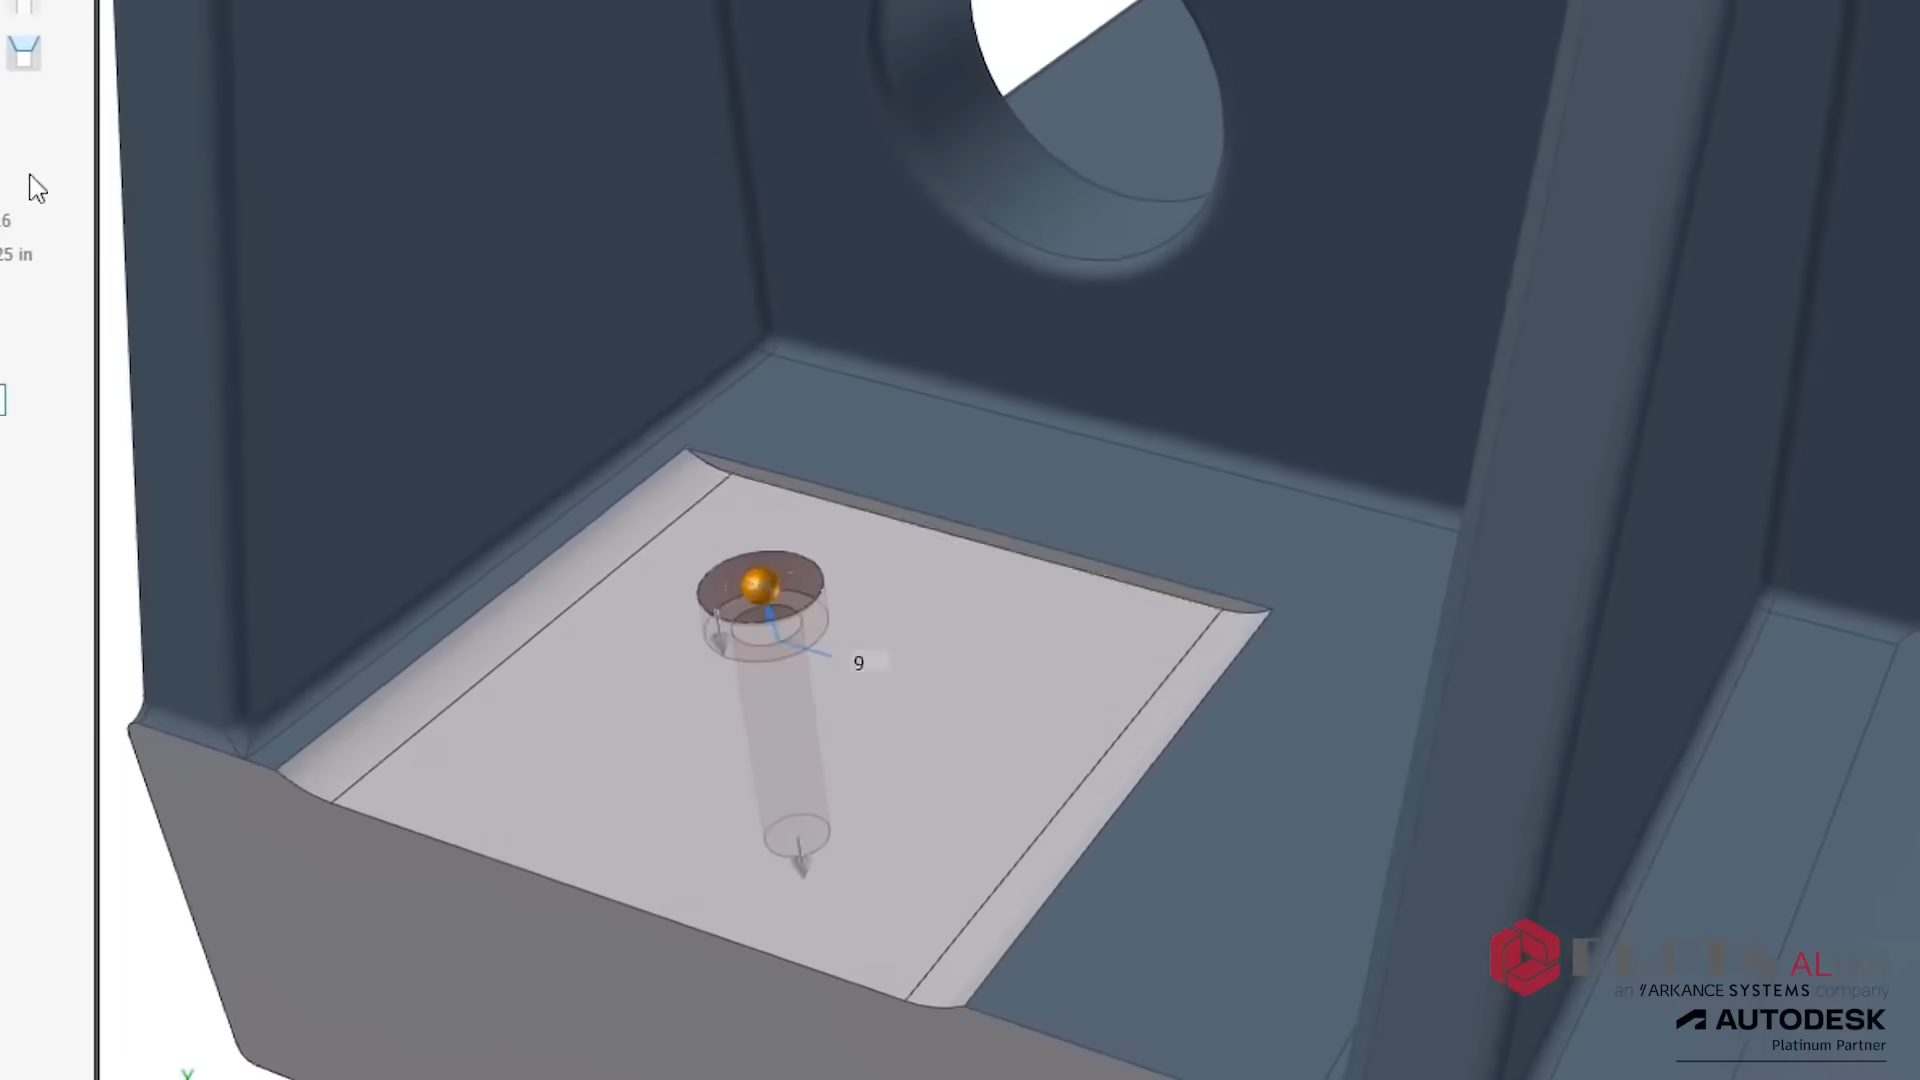 .6
25 in
9
AL
an ARKANCE SYSTEMS company
AUTODESK
Platinum Partner
Y